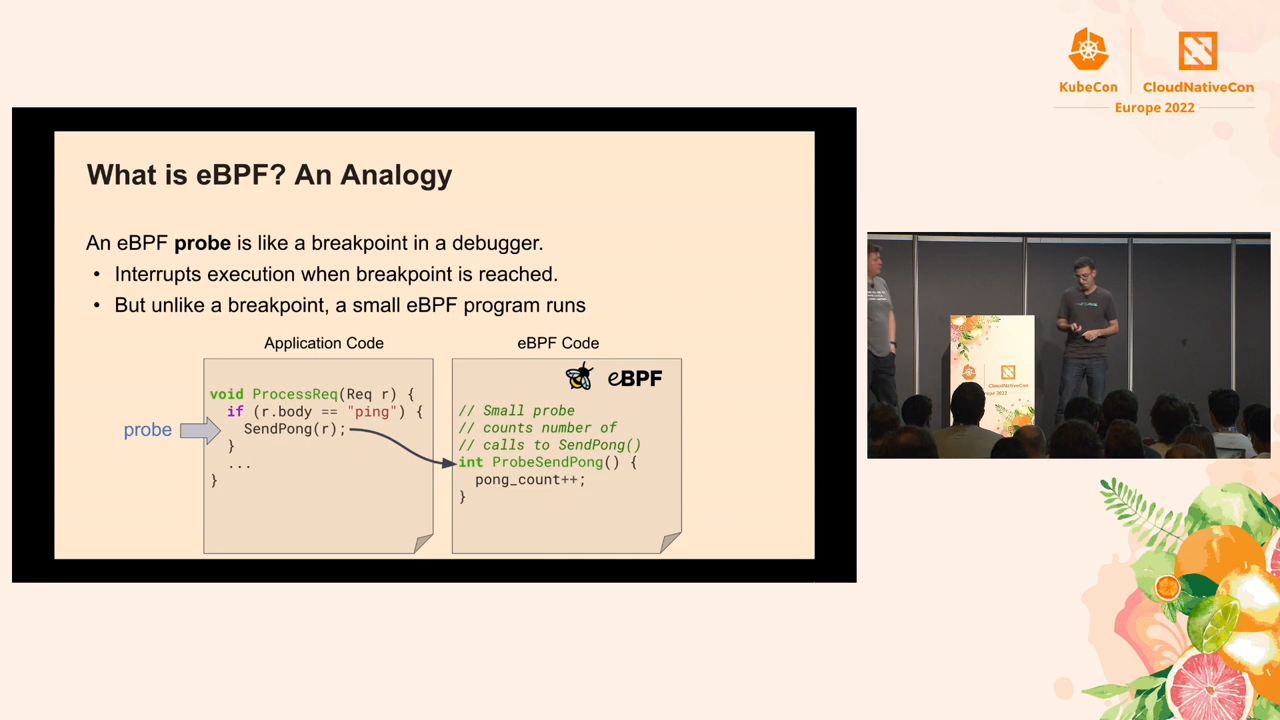 KubeCon
CloudNativeCon
Europe 2022
What is eBPF? An Analogy
An eBPF probe is like a breakpoint in a debugger.
• Interrupts execution when breakpoint is reached.
• But unlike a breakpoint, a small eBPF program runs
Application Code
void ProcessReq(Req r) {
if (r.body == "ping") {
SendPong(r);
}
...
}
probe
eBPF Code
eBPF
// Small probe
// counts number of
// calls to SendPong()
int ProbeSendPong() {
pong_count++;
}
CloudNativeCon